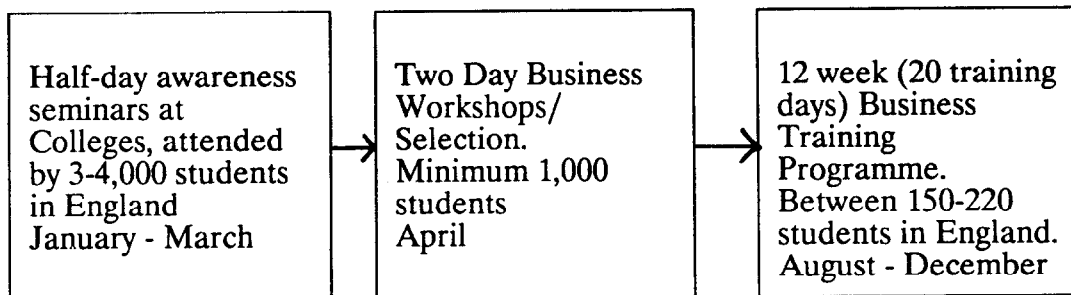 Half-day awareness
seminars at
Colleges, attended
by 3-4,000 students
in England
January - March
Two Day Business
Workshops/
Selection.
Minimum 1,000
students
April
12 week (20 training
days) Business
Training
Programme.
Between 150-220
students in England.
August - December